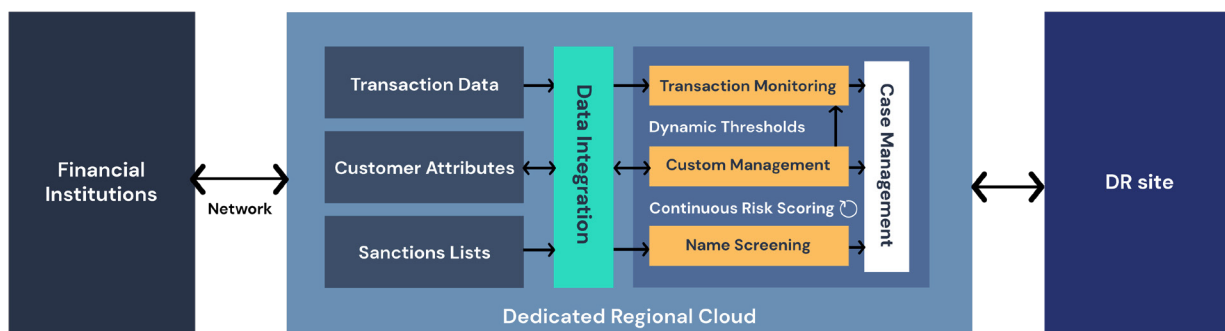 Financial
Institutions
Network
Transaction Data
Customer Attributes
Sanctions Lists
Data Integration
Transaction Monitoring
Dynamic Thresholds
Custom Management
Continuous Risk Scoring
Name Screening
Case Management
Dedicated Regional Cloud
DR site